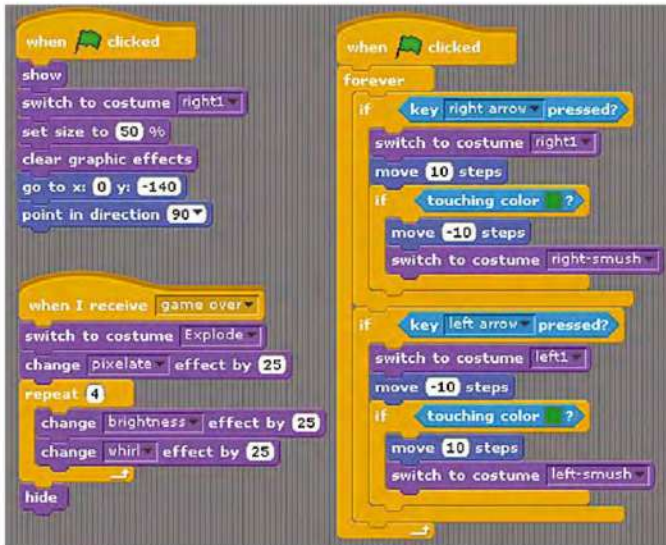 when clicked
show
switch to costume right1
set size to 50 %
clear graphic effects
go to x: 0 y: -140
point in direction 90
when I receive game over
switch to costume Explode
change pixelate effect by 25
repeat 4
change brightness effect by 25
change whirl effect by 25
hide
when clicked
forever
if key right arrow pressed?
switch to costume right1
move 10 steps
if touching color ?
move -10 steps
switch to costume right-smush
if key left arrow pressed?
switch to costume left1
move -10 steps
if touching color ?
move 10 steps
switch to costume left-smush